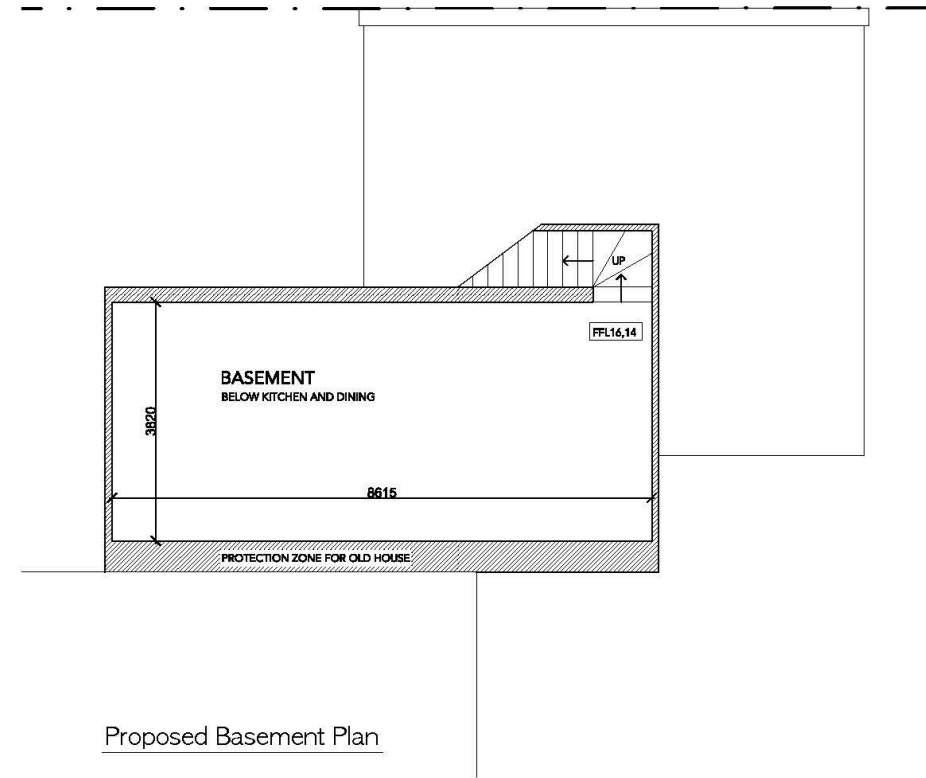 UP
FFL16,14
BASEMENT
BELOW KITCHEN AND DINING
3820
8615
PROTECTION ZONE FOR OLD HOUSE
Proposed Basement Plan